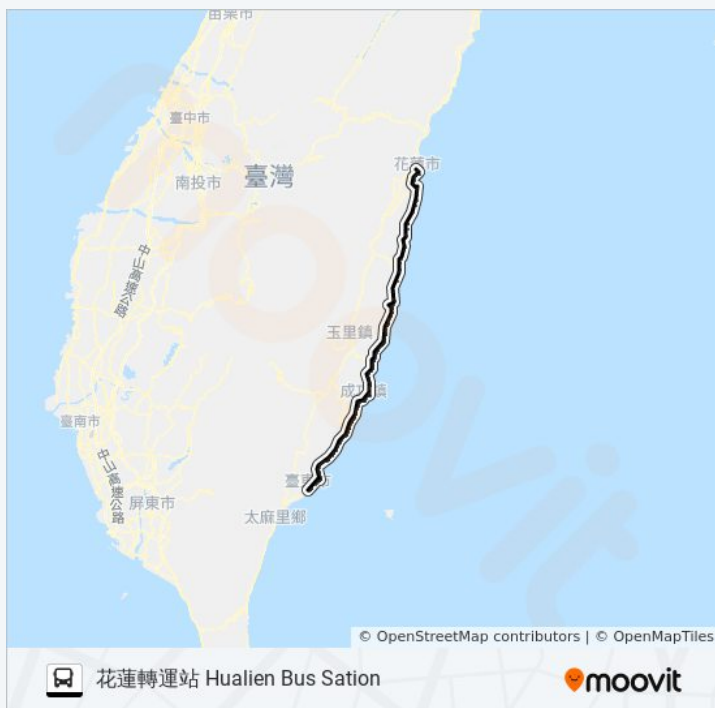 苗栗市
臺中市
花蓮市
南投市
臺灣
中山高速公路
玉里鎮
成功鎮
臺南市
中山高速公路
臺東市
屏東市
太麻里鄉
moovit
© OpenStreetMap contributors | © OpenMapTiles
花蓮轉運站 Hualien Bus Sation
moovit